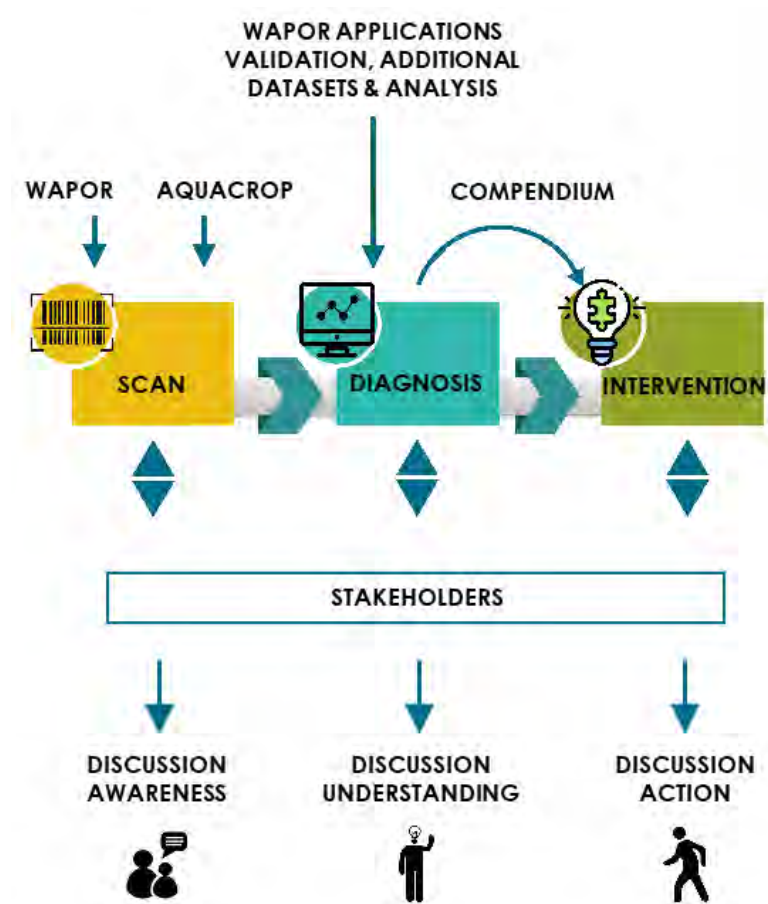 WAPOR APPLICATIONS
VALIDATION, ADDITIONAL
DATASETS & ANALYSIS
WAPOR
AQUACROP
COMPENDIUM
SCAN
DIAGNOSIS
INTERVENTION
STAKEHOLDERS
DISCUSSION
AWARENESS
DISCUSSION
UNDERSTANDING
DISCUSSION
ACTION